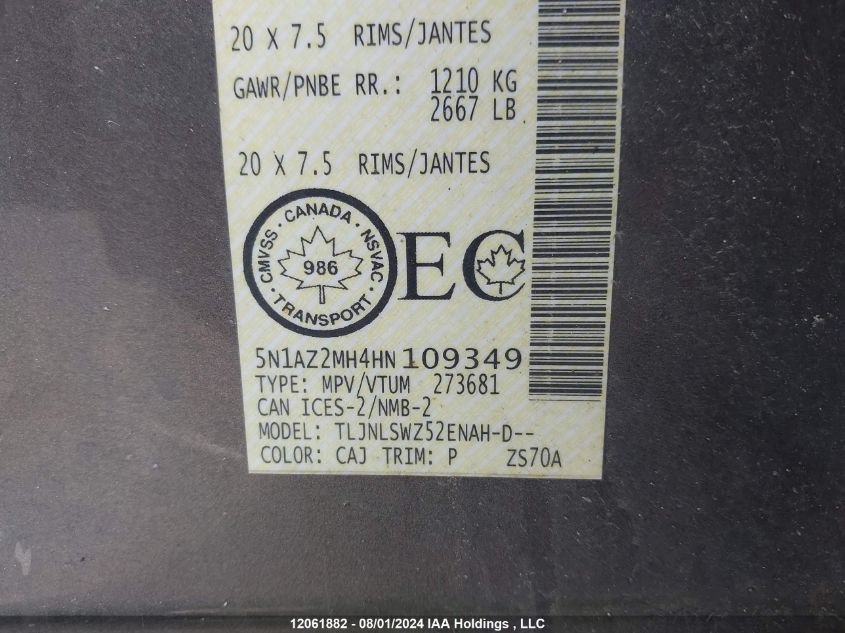 20 X 7.5 RIMS/JANTES
GAWR/PNBE RR.: 1210 KG
2667 LB
20 X 7.5 RIMS/JANTES
CMVSS · CANADA · NSVAC · TRANSPORT ·
986
EC
5N1AZ2MH4HN109349
TYPE: MPV/VTUM 273681
CAN ICES-2/NMB-2
MODEL: TLJNLSWZ52ENAH-D--
COLOR: CAJ TRIM: P ZS70A
12061882 - 08/01/2024 IAA Holdings , LLC